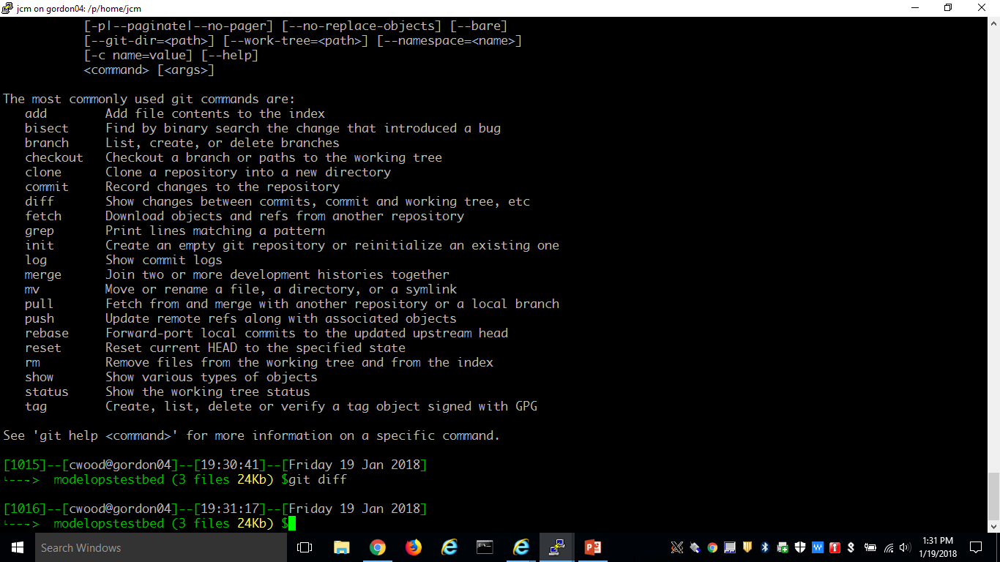 jcm on gordon04: /p/home/jcm
[-p|--paginate|--no-pager] [--no-replace-objects] [--bare]
[--git-dir=<path>] [--work-tree=<path>] [--namespace=<name>]
[-c name=value] [--help]
<command> [<args>]
The most commonly used git commands are:
add Add file contents to the index
bisect Find by binary search the change that introduced a bug
branch List, create, or delete branches
checkout Checkout a branch or paths to the working tree
clone Clone a repository into a new directory
commit Record changes to the repository
diff Show changes between commits, commit and working tree, etc
fetch Download objects and refs from another repository
grep Print lines matching a pattern
init Create an empty git repository or reinitialize an existing one
log Show commit logs
merge Join two or more development histories together
mv Move or rename a file, a directory, or a symlink
pull Fetch from and merge with another repository or a local branch
push Update remote refs along with associated objects
rebase Forward-port local commits to the updated upstream head
reset Reset current HEAD to the specified state
rm Remove files from the working tree and from the index
show Show various types of objects
status Show the working tree status
tag Create, list, delete or verify a tag object signed with GPG
See 'git help <command>' for more information on a specific command.
[1015]--[cwood@gordon04]--[19:30:41]--[Friday 19 Jan 2018]
└---> modelopstestbed (3 files 24Kb) $git diff
[1016]--[cwood@gordon04]--[19:31:17]--[Friday 19 Jan 2018]
└---> modelopstestbed (3 files 24Kb) $
Search Windows
1:31 PM
1/19/2018